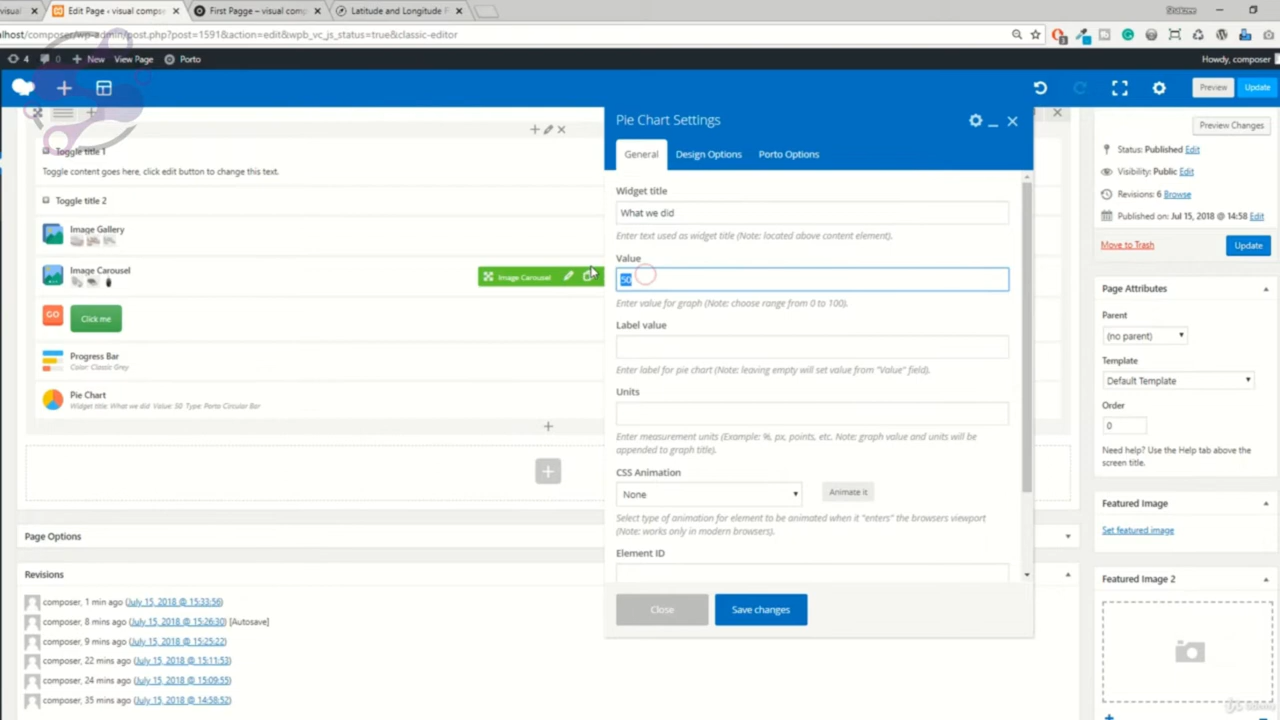 visual
Edit Page ‹ visual compos
First Pagge – visual comp
Latitude and Longitude F
lhost/composer/wp-admin/post.php?post=1591&action=edit&wpb_vc_js_status=true&classic-editor
4 0 New View Page Porto Howdy, composer
Preview Update
Toggle title 1
Toggle content goes here, click edit button to change this text.
Toggle title 2
Image Gallery
Image Carousel
Image Carousel
GO Click me
Progress Bar
Color: Classic Grey
Pie Chart
Widget title: What we did Value: 50 Type: Porto Circular Bar
Page Options
Revisions
composer, 1 min ago (July 15, 2018 @ 15:33:56)
composer, 8 mins ago (July 15, 2018 @ 15:26:30) [Autosave]
composer, 9 mins ago (July 15, 2018 @ 15:25:22)
composer, 22 mins ago (July 15, 2018 @ 15:11:53)
composer, 24 mins ago (July 15, 2018 @ 15:09:55)
composer, 35 mins ago (July 15, 2018 @ 14:58:52)
Pie Chart Settings
General Design Options Porto Options
Widget title
What we did
Enter text used as widget title (Note: located above content element).
Value
50
Enter value for graph (Note: choose range from 0 to 100).
Label value
Enter label for pie chart (Note: leaving empty will set value from "Value" field).
Units
Enter measurement units (Example: %, px, points, etc. Note: graph value and units will be
appended to graph title).
CSS Animation
None Animate it
Select type of animation for element to be animated when it "enters" the browsers viewport
(Note: works only in modern browsers).
Element ID
Close Save changes
Preview Changes
Status: Published Edit
Visibility: Public Edit
Revisions: 6 Browse
Published on: Jul 15, 2018 @ 14:58 Edit
Move to Trash Update
Page Attributes
Parent
(no parent)
Template
Default Template
Order
0
Need help? Use the Help tab above the
screen title.
Featured Image
Set featured image
Featured Image 2